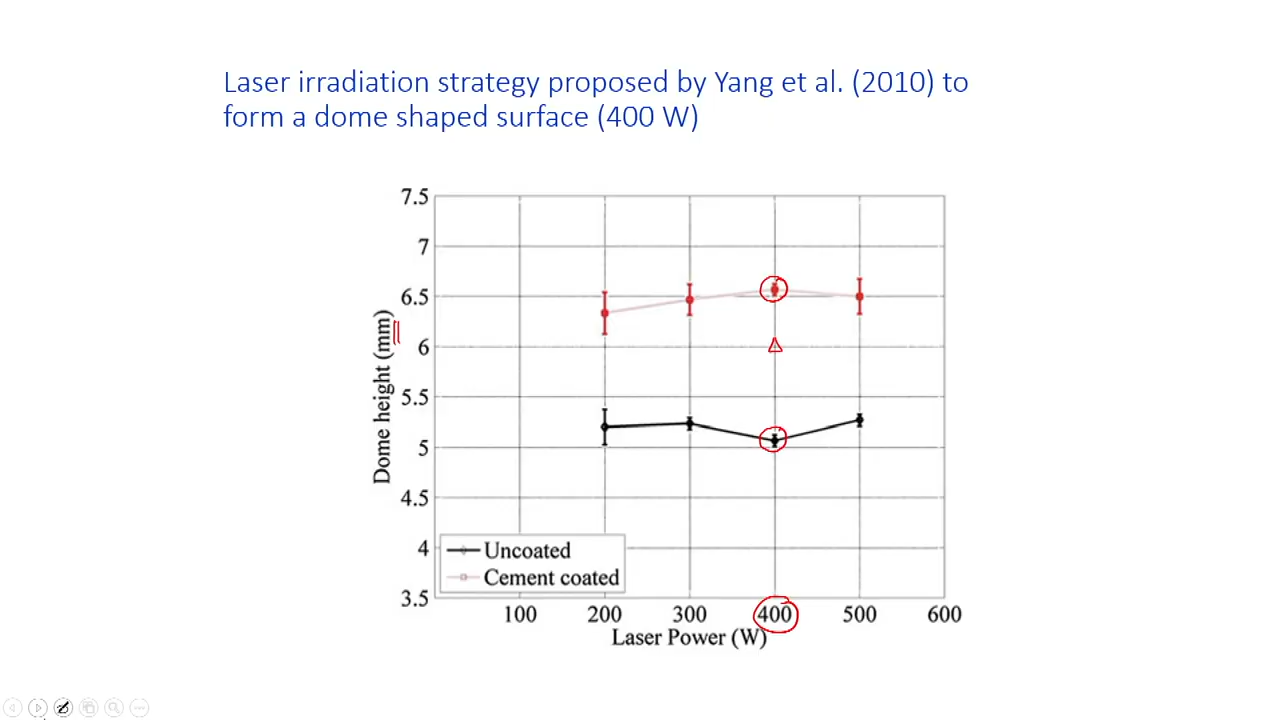 Laser irradiation strategy proposed by Yang et al. (2010) to
form a dome shaped surface (400 W)
7.5
7
6.5
6
5.5
5
4.5
4
3.5
Dome height (mm)
Uncoated
Cement coated
100 200 300 400 500 600
Laser Power (W)